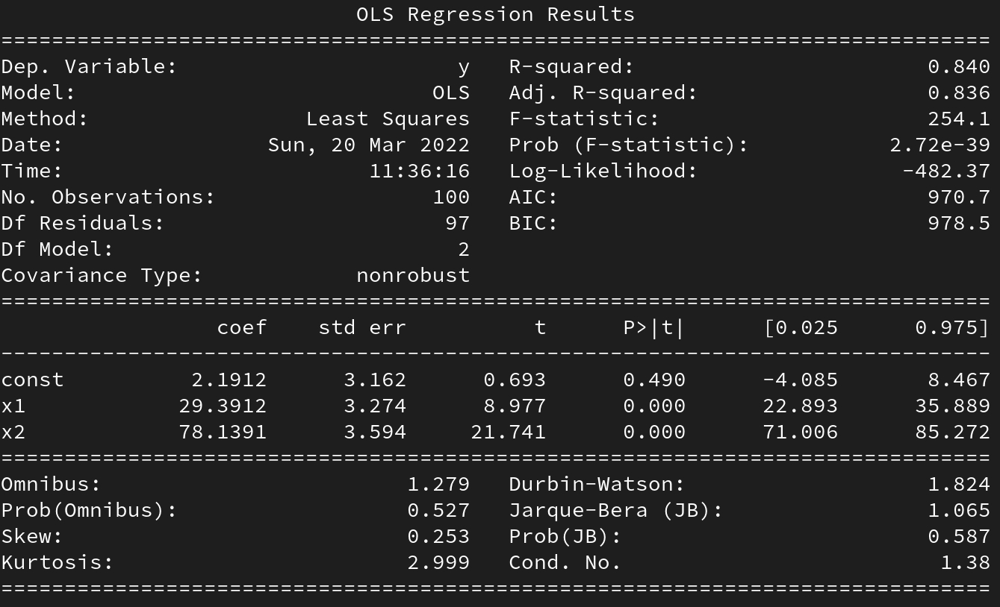 OLS Regression Results
==============================================================================
Dep. Variable:                      y   R-squared:                       0.840
Model:                            OLS   Adj. R-squared:                  0.836
Method:                 Least Squares   F-statistic:                     254.1
Date:                Sun, 20 Mar 2022   Prob (F-statistic):           2.72e-39
Time:                        11:36:16   Log-Likelihood:                -482.37
No. Observations:                 100   AIC:                             970.7
Df Residuals:                      97   BIC:                             978.5
Df Model:                           2
Covariance Type:            nonrobust
==============================================================================
                 coef    std err          t      P>|t|      [0.025      0.975]
------------------------------------------------------------------------------
const          2.1912      3.162      0.693      0.490      -4.085       8.467
x1            29.3912      3.274      8.977      0.000      22.893      35.889
x2            78.1391      3.594     21.741      0.000      71.006      85.272
==============================================================================
Omnibus:                        1.279   Durbin-Watson:                   1.824
Prob(Omnibus):                  0.527   Jarque-Bera (JB):                1.065
Skew:                           0.253   Prob(JB):                        0.587
Kurtosis:                       2.999   Cond. No.                         1.38
==============================================================================